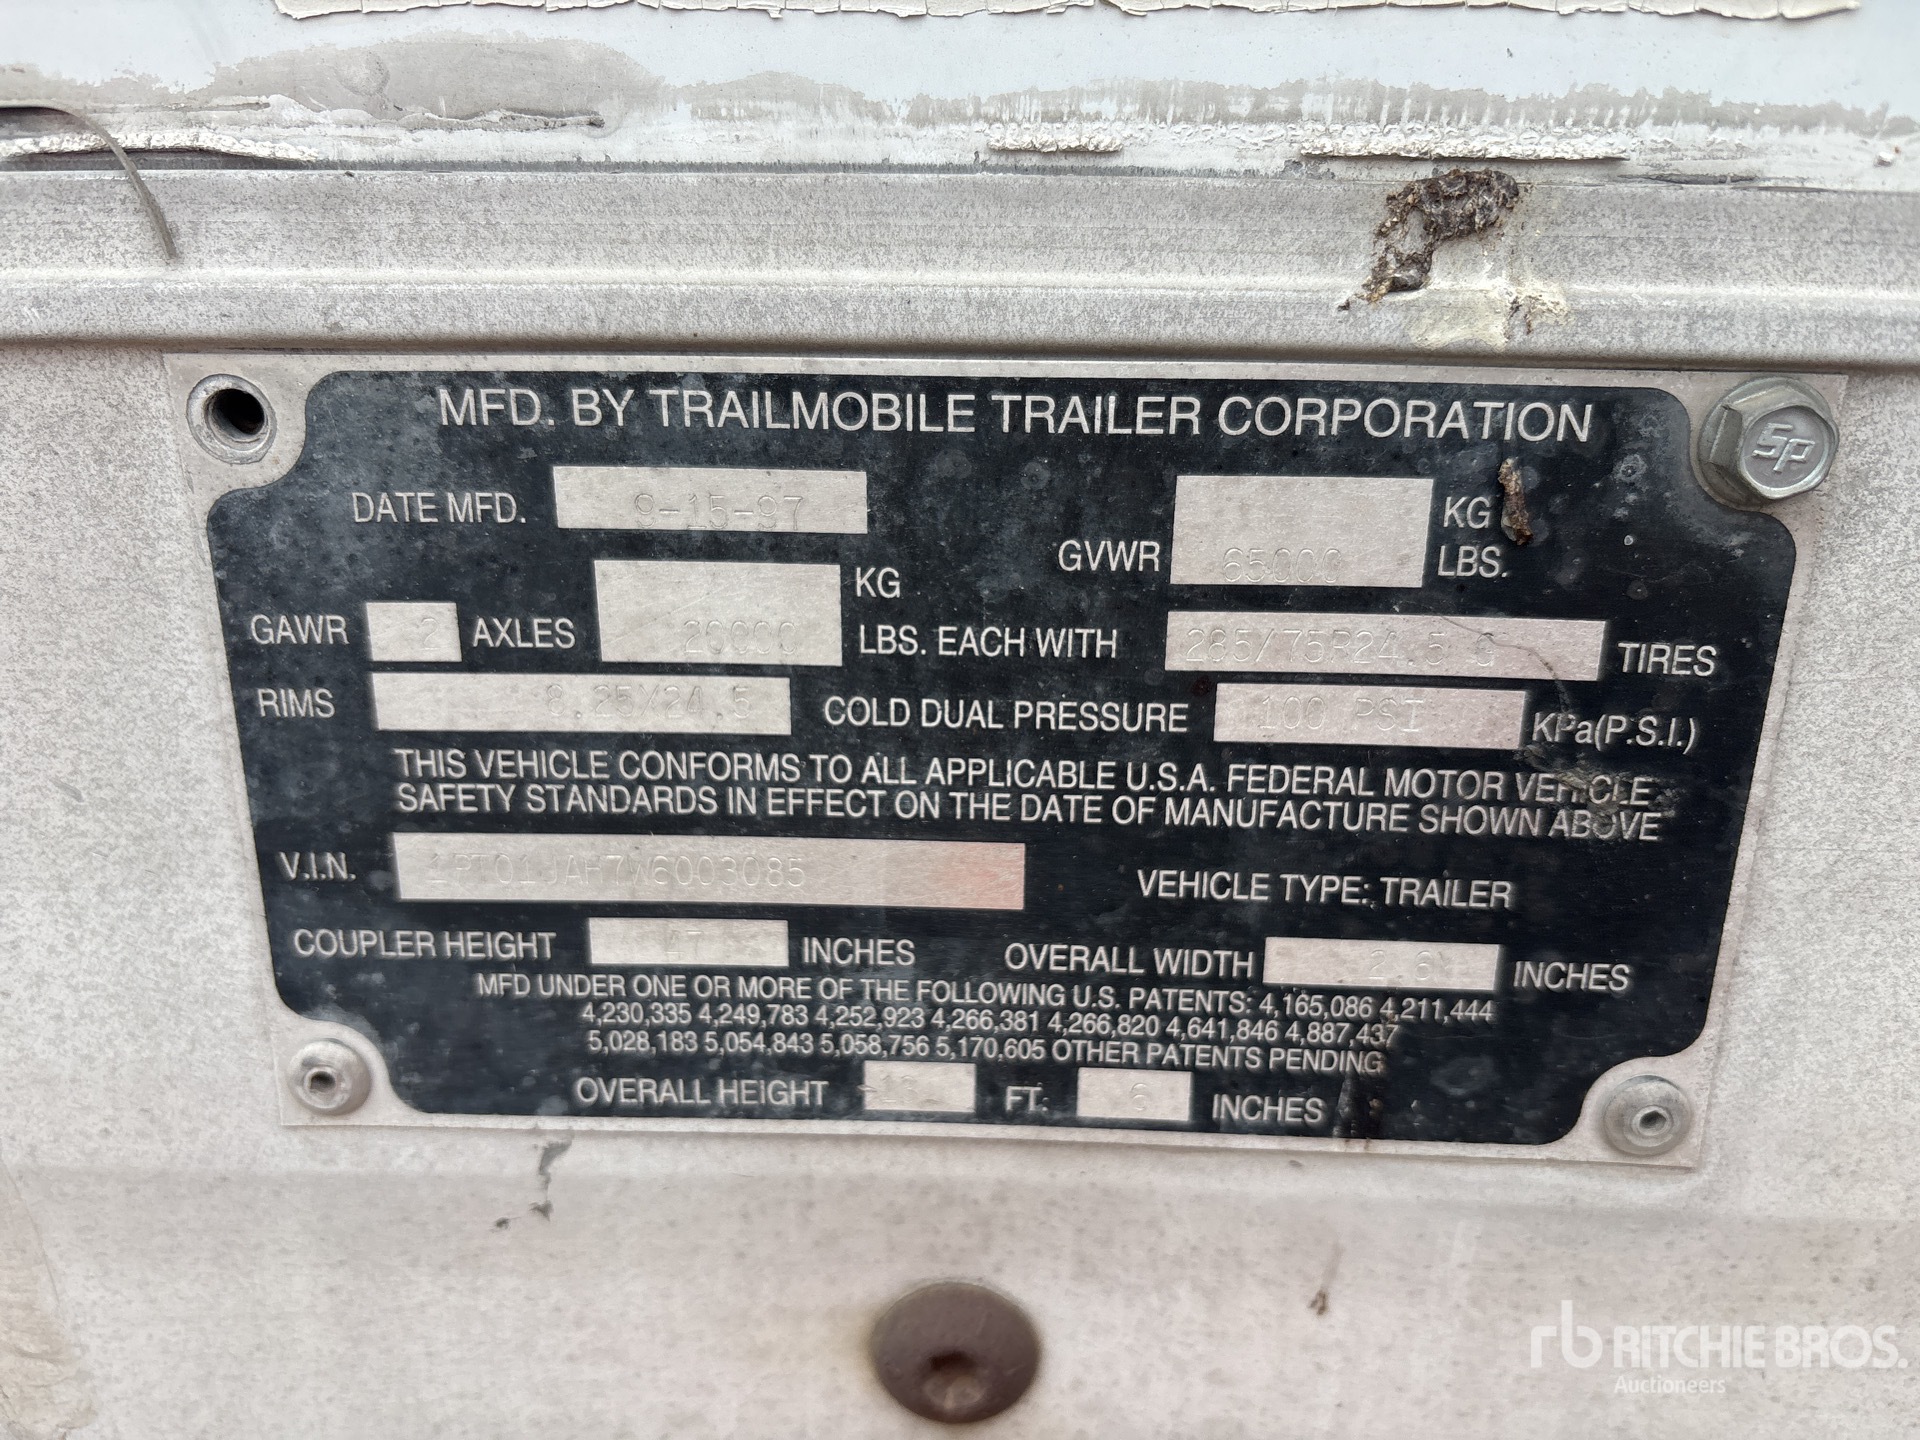 MFD. BY TRAILMOBILE TRAILER CORPORATION
SP
DATE MFD. 9-15-97
GVWR 65000 KG LBS.
GAWR 2 AXLES 20000 KG LBS. EACH WITH 285/75R24.5 G TIRES
RIMS 8.25X24.5 COLD DUAL PRESSURE 100 PSI KPa(P.S.I.)
THIS VEHICLE CONFORMS TO ALL APPLICABLE U.S.A. FEDERAL MOTOR VEHICLE
SAFETY STANDARDS IN EFFECT ON THE DATE OF MANUFACTURE SHOWN ABOVE
V.I.N. 1PT01JAH7W6003085 VEHICLE TYPE: TRAILER
COUPLER HEIGHT 47 INCHES OVERALL WIDTH INCHES
MFD UNDER ONE OR MORE OF THE FOLLOWING U.S. PATENTS: 4,165,086 4,211,444
4,230,335 4,249,783 4,252,923 4,266,381 4,266,820 4,641,846 4,887,437
5,028,183 5,054,843 5,058,756 5,170,605 OTHER PATENTS PENDING
OVERALL HEIGHT FT. 6 INCHES
rb RITCHIE BROS.
Auctioneers